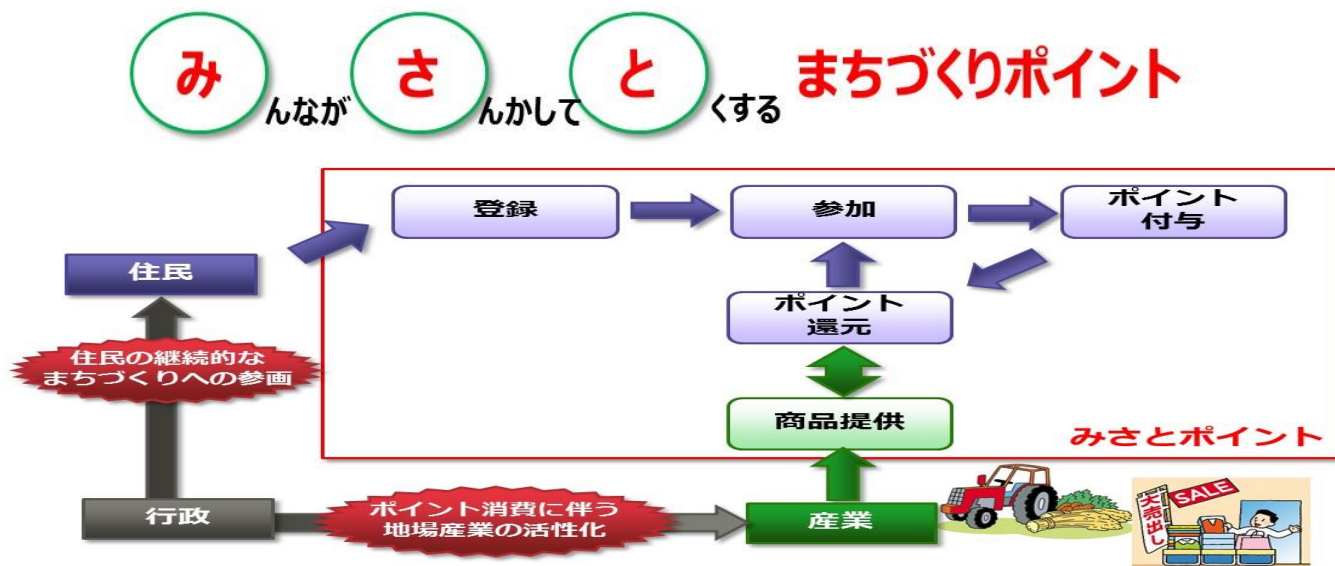 みんながさんかしてとくする まちづくりポイント
登録
参加
ポイント
付与
住民
ポイント
還元
住民の継続的な
まちづくりへの参画
商品提供
みさとポイント
行政
ポイント消費に伴う
地場産業の活性化
産業
大売出し
SALE